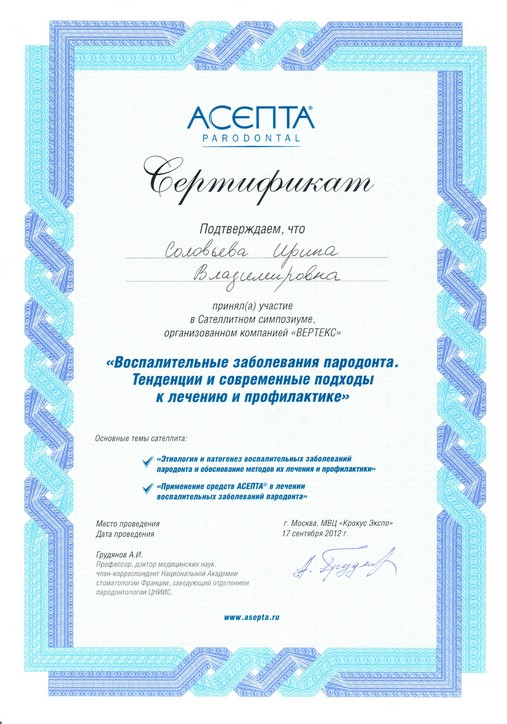 АСЕПТА®
PARODONTAL
Сертификат
Подтверждаем, что
Соловьева Ирина
Владимировна
принял(а) участие
в Сателлитном симпозиуме,
организованном компанией «ВЕРТЕКС»
«Воспалительные заболевания пародонта.
Тенденции и современные подходы
к лечению и профилактике»
Основные темы сателлита:
«Этиология и патогенез воспалительных заболеваний
пародонта и обоснование методов их лечения и профилактики»
«Применение средств АСЕПТА® в лечении
воспалительных заболеваний пародонта»
Место проведения г. Москва, МВЦ «Крокус Экспо»
Дата проведения 17 сентября 2012 г.
Грудянов А.И.
Профессор, доктор медицинских наук,
член-корреспондент Национальной Академии
стоматологии Франции, заведующий отделением
пародонтологии ЦНИИС.
www.asepta.ru